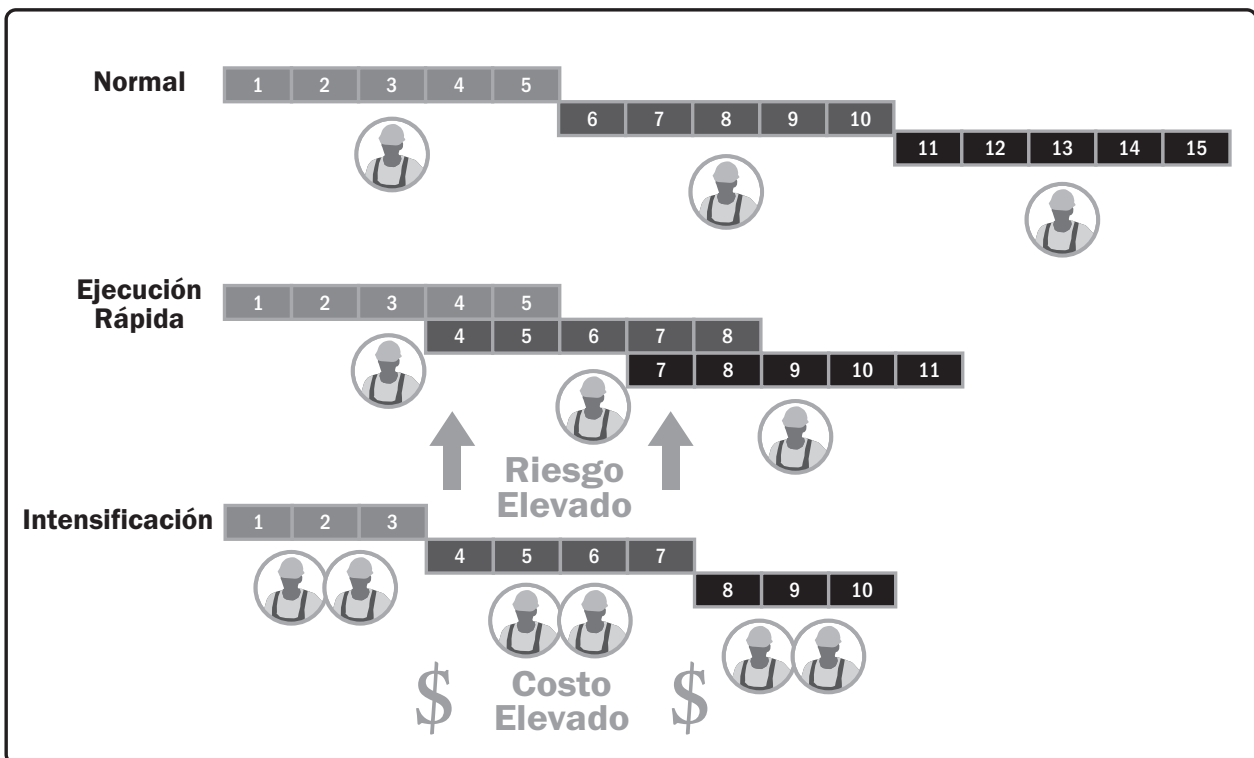 Normal
1 2 3 4 5
6 7 8 9 10
11 12 13 14 15
Ejecución
Rápida
1 2 3 4 5
4 5 6 7 8
7 8 9 10 11
Riesgo
Elevado
Intensificación
1 2 3
4 5 6 7
8 9 10
$ Costo $
Elevado